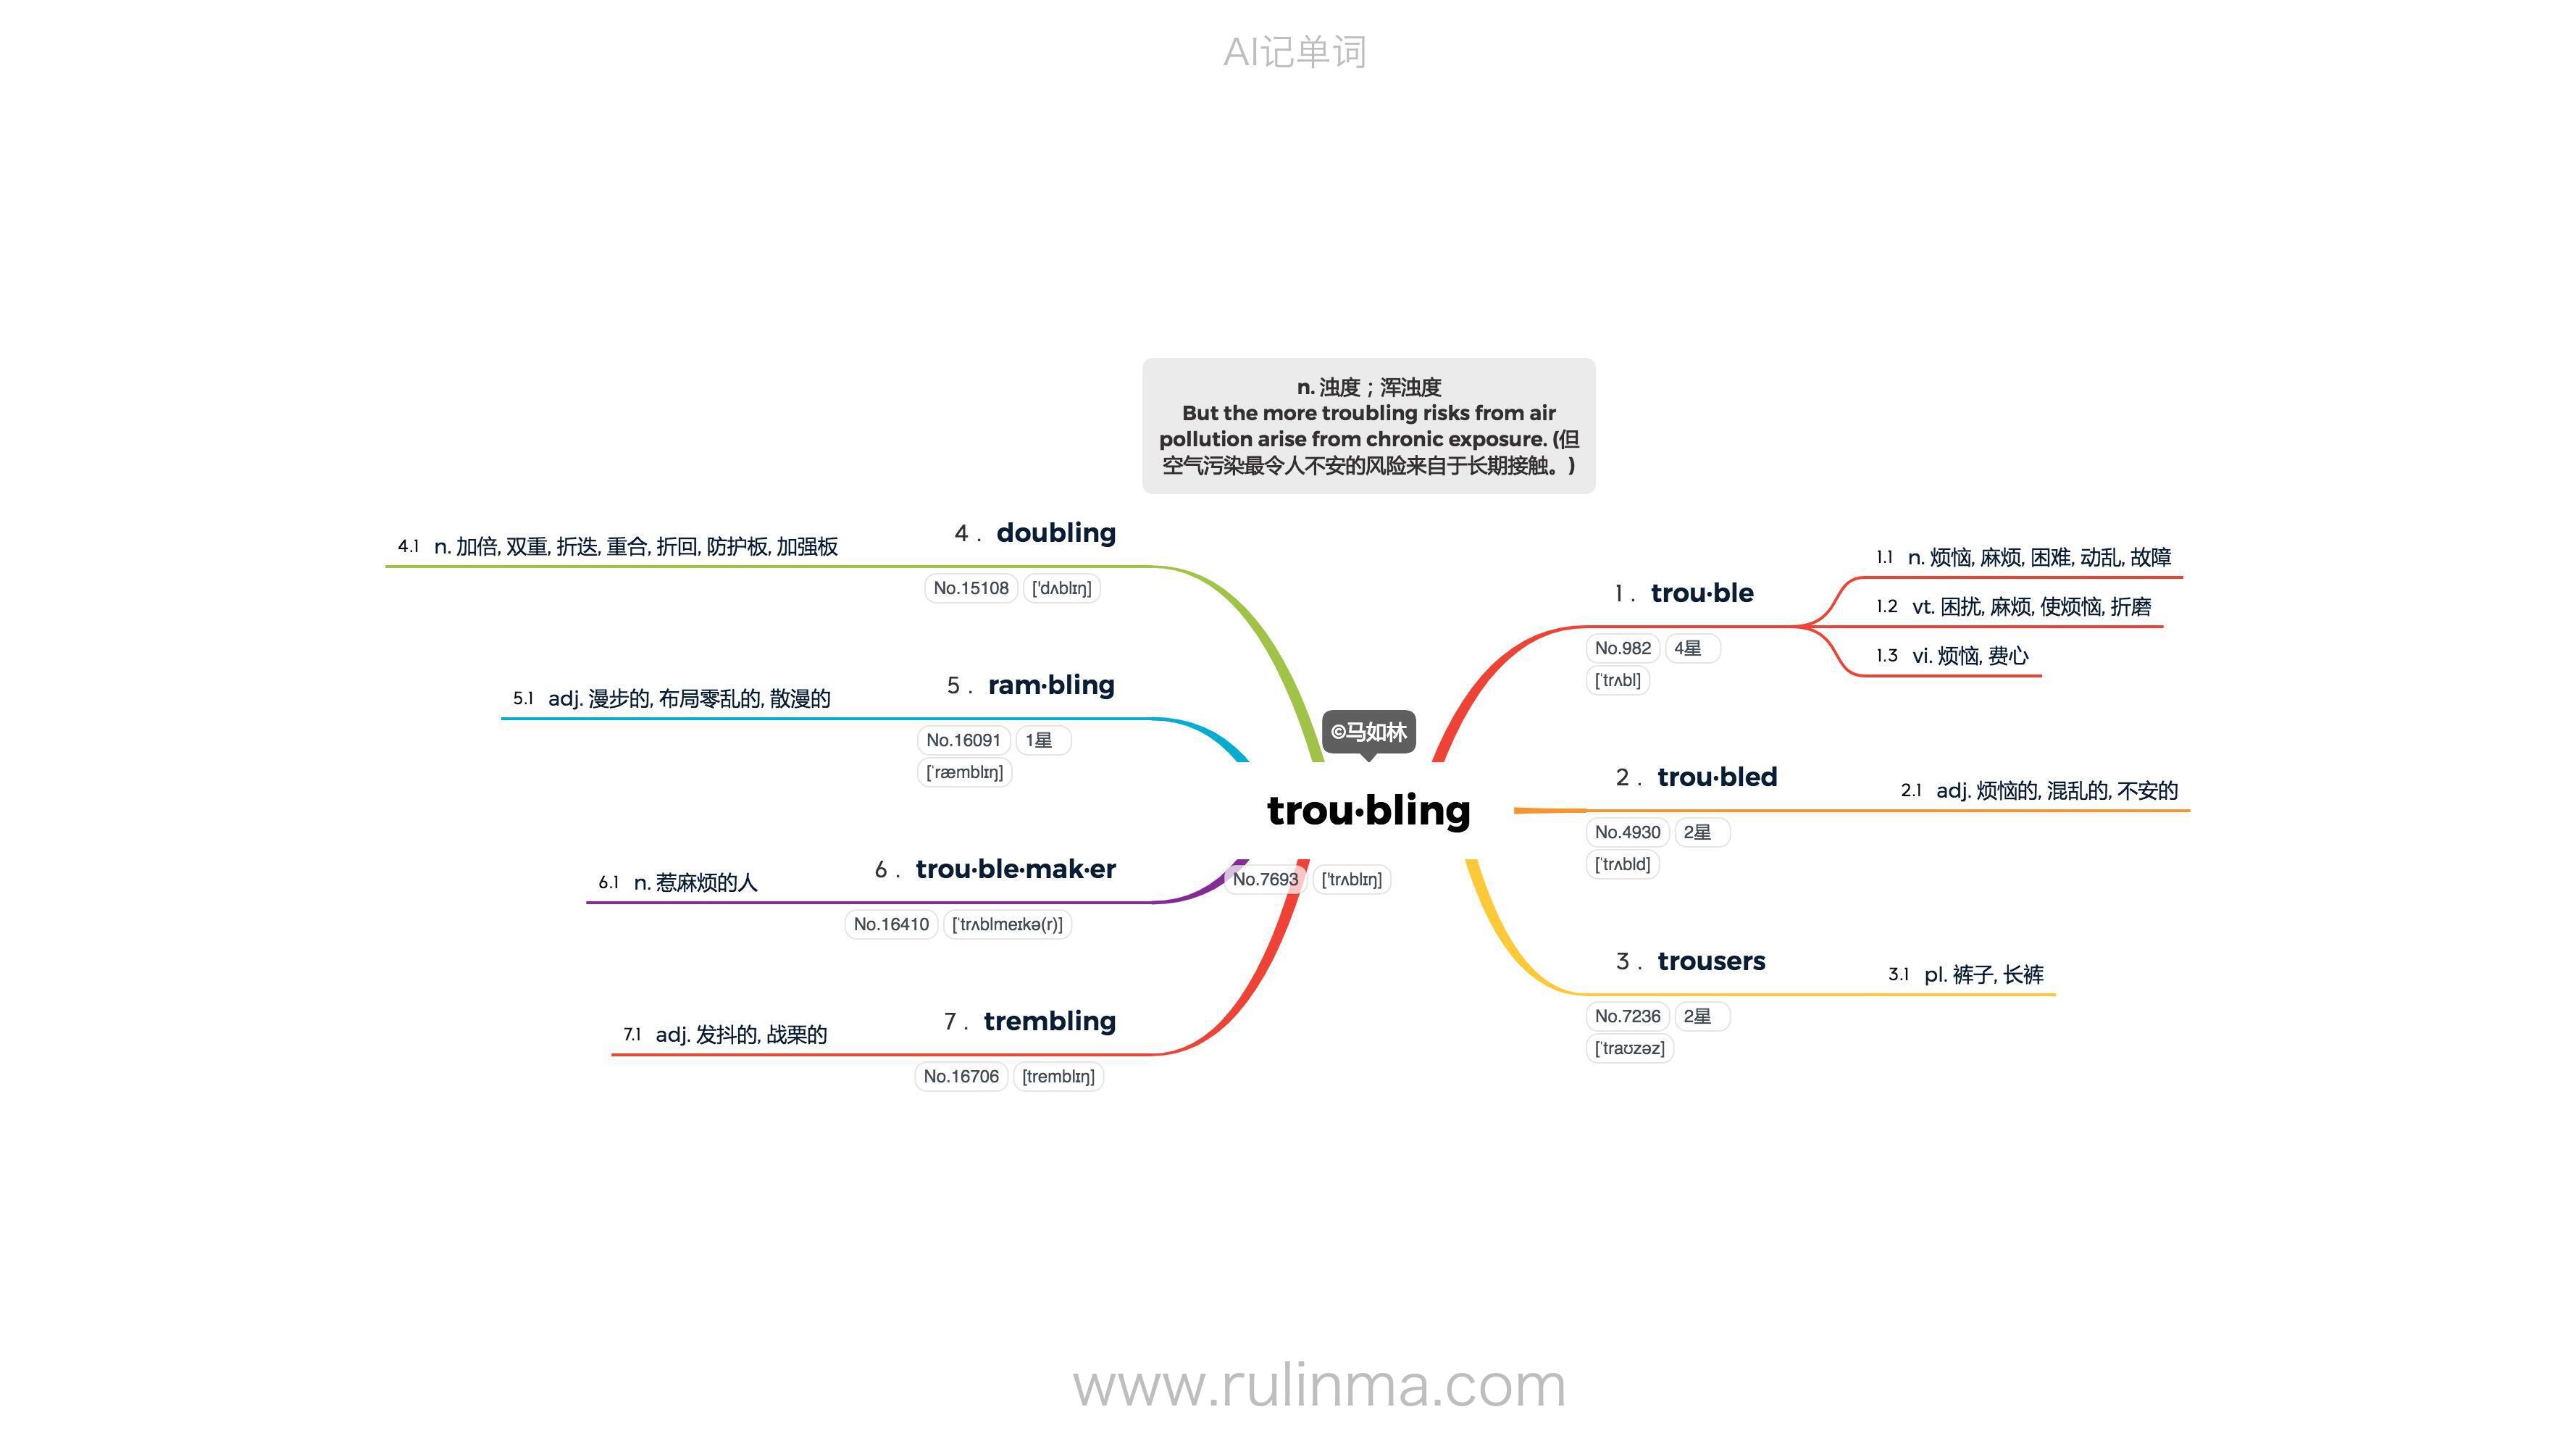 AI记单词
n. 浊度；浑浊度
But the more troubling risks from air
pollution arise from chronic exposure. (但
空气污染最令人不安的风险来自于长期接触。)
©马如林
trou·bling
No.7693 ['trʌblɪŋ]
1 . trou·ble
No.982 4星
['trʌbl]
1.1 n. 烦恼, 麻烦, 困难, 动乱, 故障
1.2 vt. 困扰, 麻烦, 使烦恼, 折磨
1.3 vi. 烦恼, 费心
2 . trou·bled
No.4930 2星
['trʌbld]
2.1 adj. 烦恼的, 混乱的, 不安的
3 . trousers
No.7236 2星
['traʊzəz]
3.1 pl. 裤子, 长裤
4 . doubling
No.15108 ['dʌblɪŋ]
4.1 n. 加倍, 双重, 折迭, 重合, 折回, 防护板, 加强板
5 . ram·bling
No.16091 1星
['ræmblɪŋ]
5.1 adj. 漫步的, 布局零乱的, 散漫的
6 . trou·ble·mak·er
No.16410 ['trʌblmeɪkə(r)]
6.1 n. 惹麻烦的人
7 . trembling
No.16706 [tremblɪŋ]
7.1 adj. 发抖的, 战栗的
www.rulinma.com